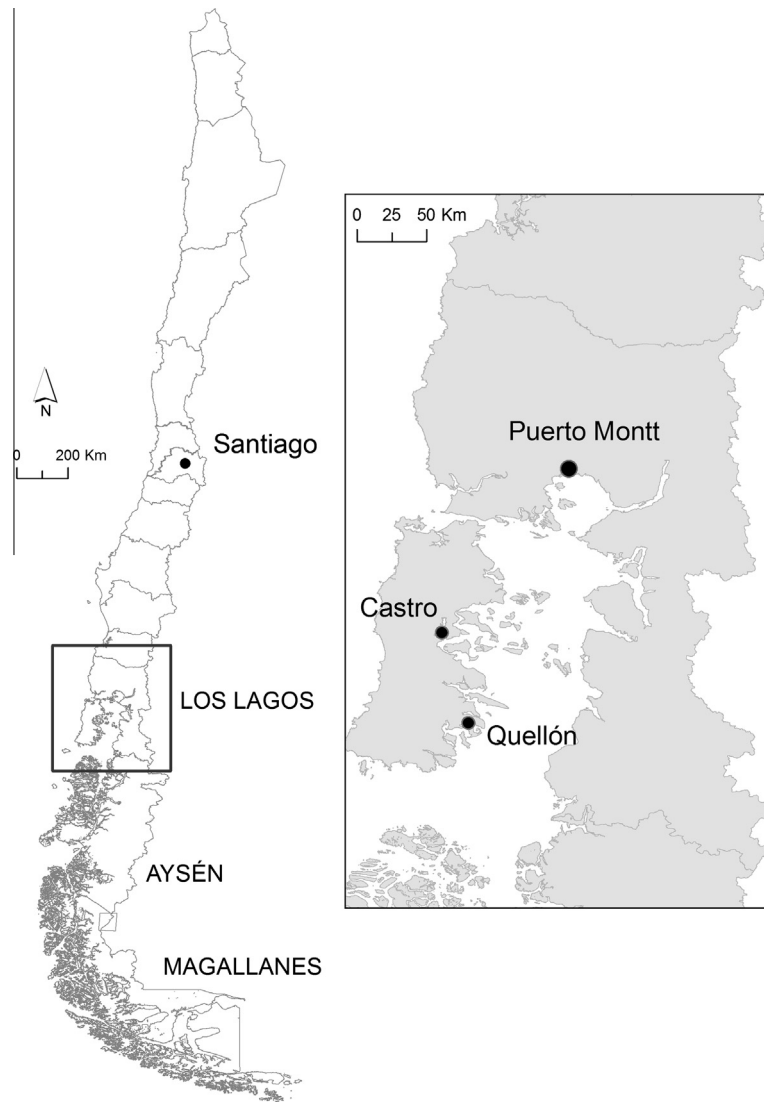 Santiago
N
0 200 Km
LOS LAGOS
AYSÉN
MAGALLANES
0 25 50 Km
Puerto Montt
Castro
Quellón